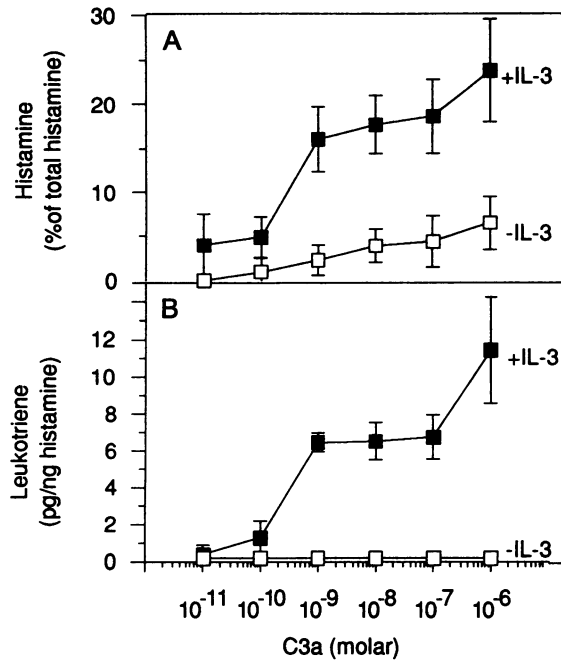 A
Histamine
(%of total histamine)
30
20
10
0
+IL-3
-IL-3
B
Leukotriene
(pg/ng histamine)
12
10
8
6
4
2
0
+IL-3
-IL-3
10-11 10-10 10-9 10-8 10-7 10-6
C3a (molar)